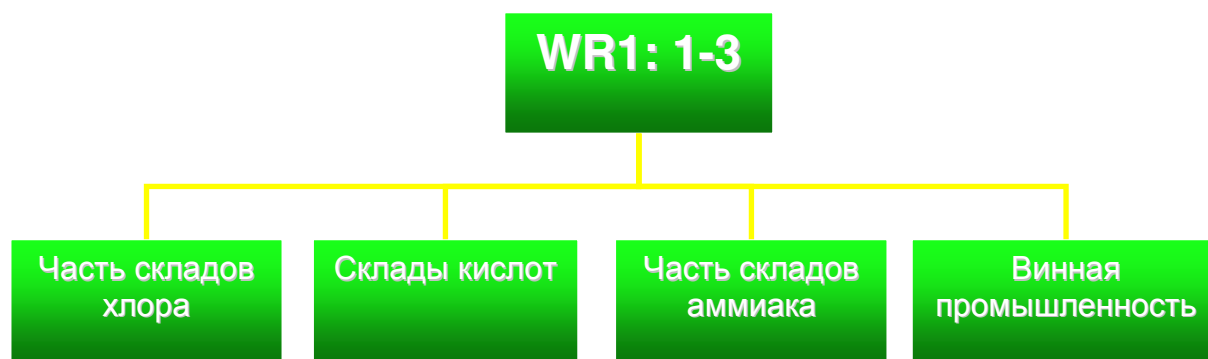 WR1: 1-3
Часть складов
хлора
Склады кислот
Часть складов
аммиака
Винная
промышленность